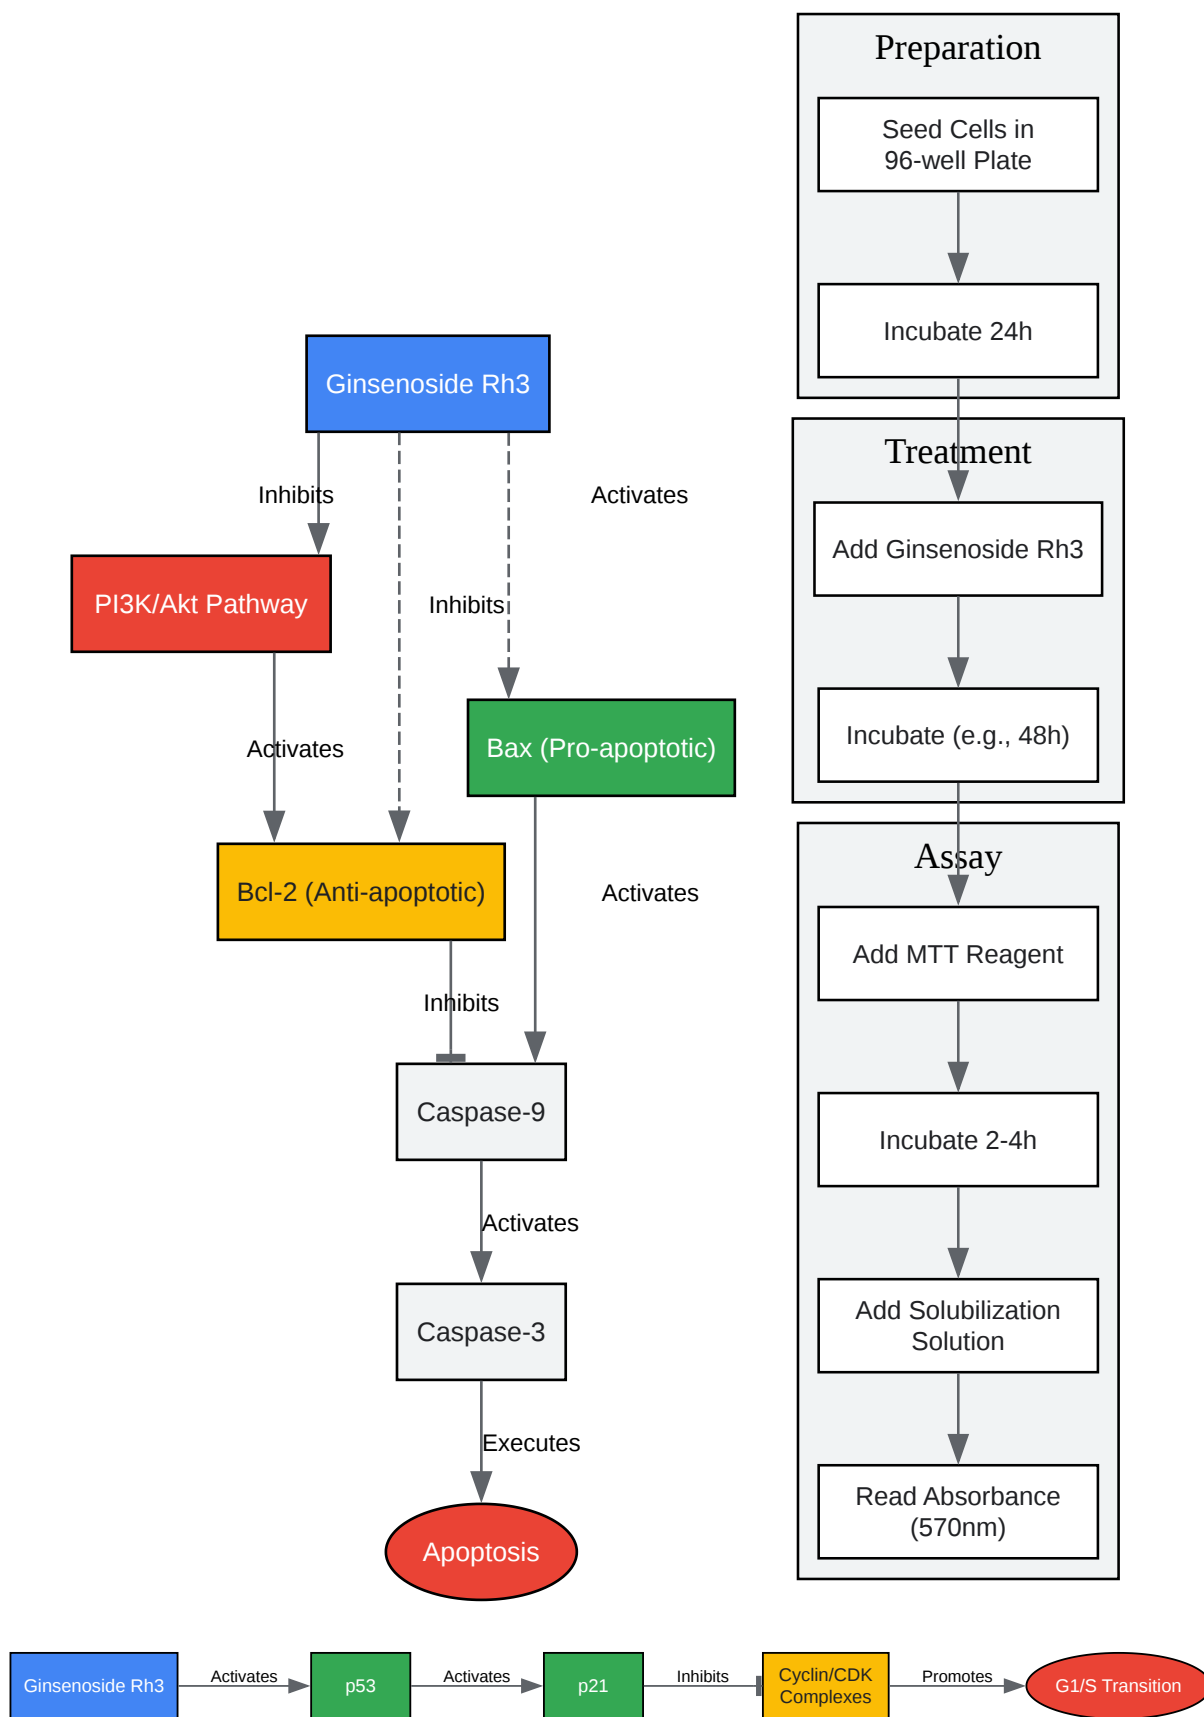 Ginsenoside Rh3
Inhibits
Activates
PI3K/Akt Pathway
Inhibits
Bax (Pro-apoptotic)
Activates
Bcl-2 (Anti-apoptotic)
Activates
Inhibits
Caspase-9
Activates
Caspase-3
Executes
Apoptosis
Preparation
Seed Cells in
96-well Plate
Incubate 24h
Treatment
Add Ginsenoside Rh3
Incubate (e.g., 48h)
Assay
Add MTT Reagent
Incubate 2-4h
Add Solubilization
Solution
Read Absorbance
(570nm)
Ginsenoside Rh3
Activates
p53
Activates
p21
Inhibits
Cyclin/CDK
Complexes
Promotes
G1/S Transition